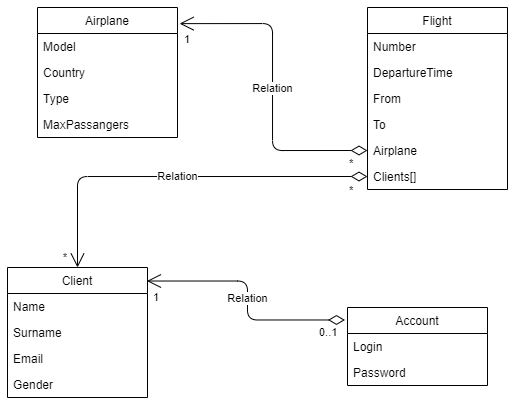 Airplane
Model
Country
Type
MaxPassangers
1
Relation
Flight
Number
DepartureTime
From
To
Airplane
*
Clients[]
*
Relation
*
Client
Name
Surname
Email
Gender
1
Relation
0..1
Account
Login
Password